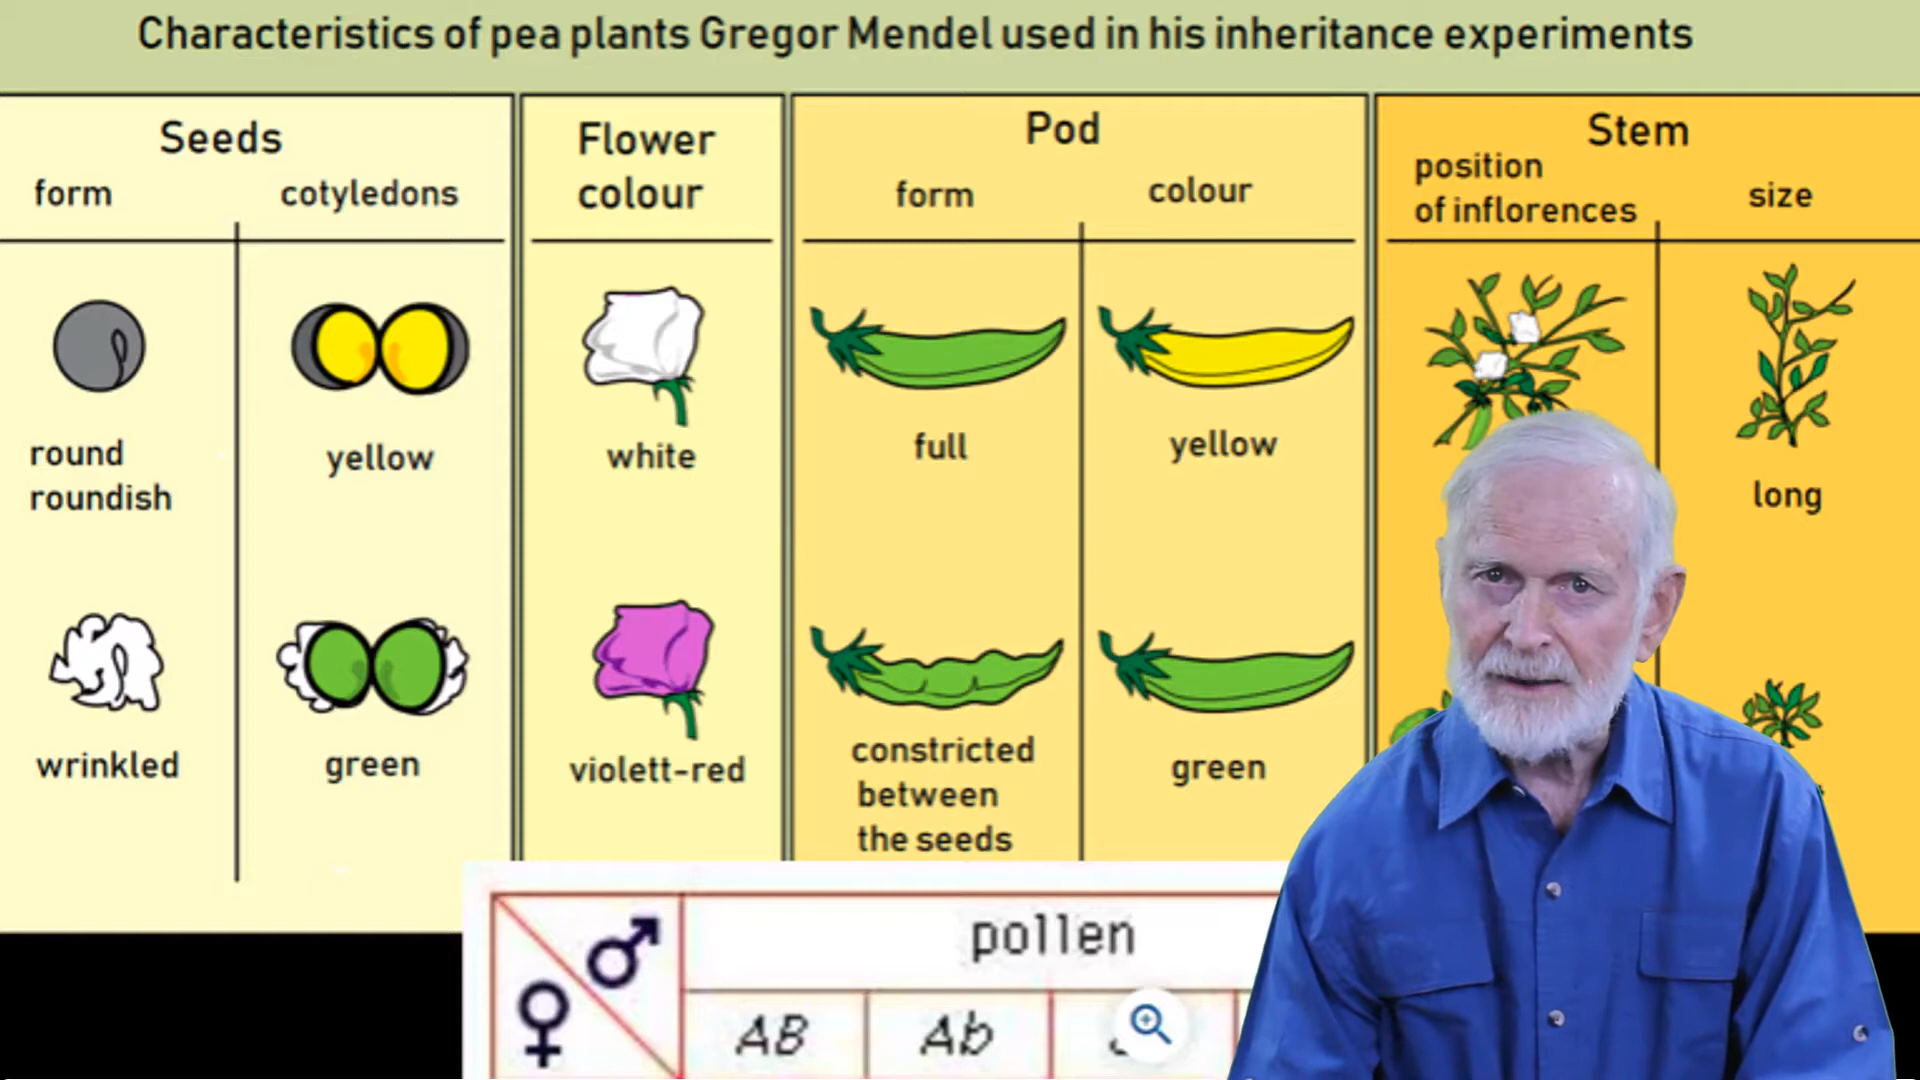 Characteristics of pea plants Gregor Mendel used in his inheritance experiments
Seeds
form
cotyledons
round
roundish
yellow
wrinkled
green
Flower
colour
white
violett-red
Pod
form
colour
full
yellow
constricted
between
the seeds
green
Stem
position
of inflorences
size
long
♂
♀
pollen
AB
Ab